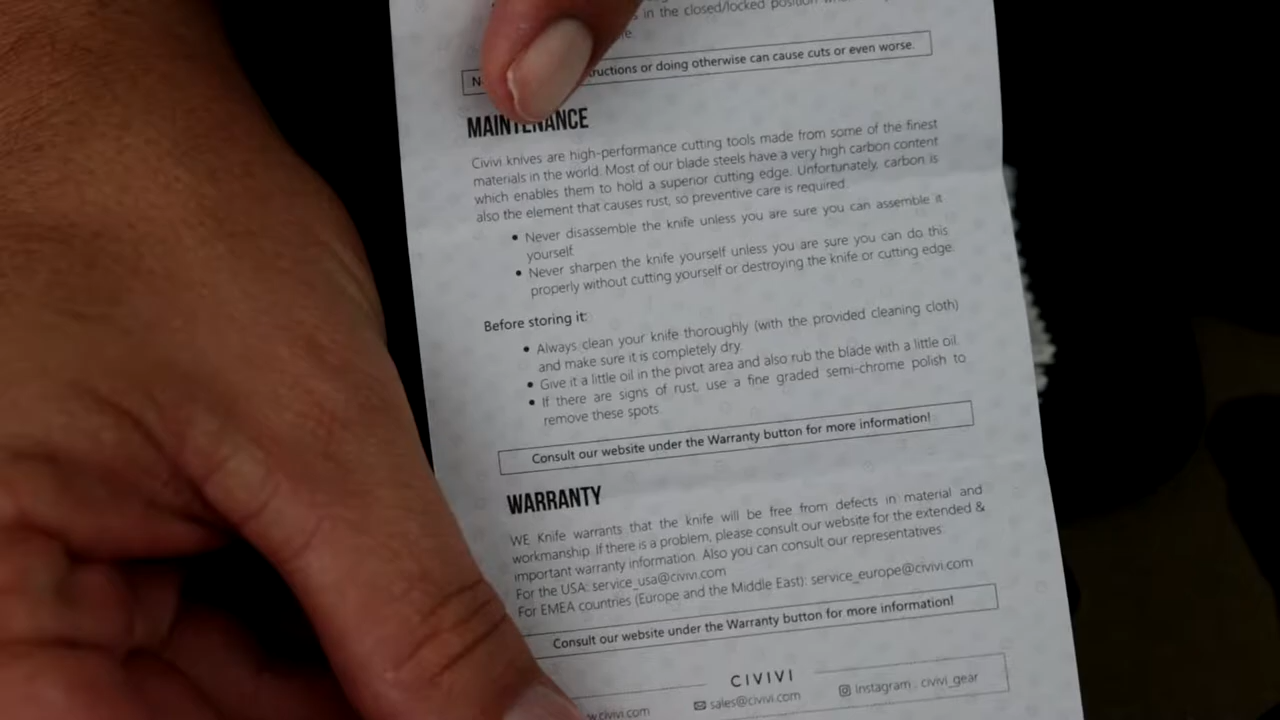 in the closed/locked position
ructions or doing otherwise can cause cuts or even worse.
MAINTENANCE
Civivi knives are high-performance cutting tools made from some of the finest
materials in the world. Most of our blade steels have a very high carbon content
which enables them to hold a superior cutting edge. Unfortunately, carbon is
also the element that causes rust, so preventive care is required.
• Never disassemble the knife unless you are sure you can assemble it
yourself.
• Never sharpen the knife yourself unless you are sure you can do this
properly without cutting yourself or destroying the knife or cutting edge.
Before storing it:
• Always clean your knife thoroughly (with the provided cleaning cloth)
and make sure it is completely dry.
• Give it a little oil in the pivot area and also rub the blade with a little oil.
• If there are signs of rust, use a fine graded semi-chrome polish to
remove these spots.
Consult our website under the Warranty button for more information!
WARRANTY
WE Knife warrants that the knife will be free from defects in material and
workmanship. If there is a problem, please consult our website for the extended &
important warranty information. Also you can consult our representatives:
For the USA: service_usa@civivi.com
For EMEA countries (Europe and the Middle East): service_europe@civivi.com
Consult our website under the Warranty button for more information!
CIVIVI
w.civivi.com sales@civivi.com Instagram : civivi_gear